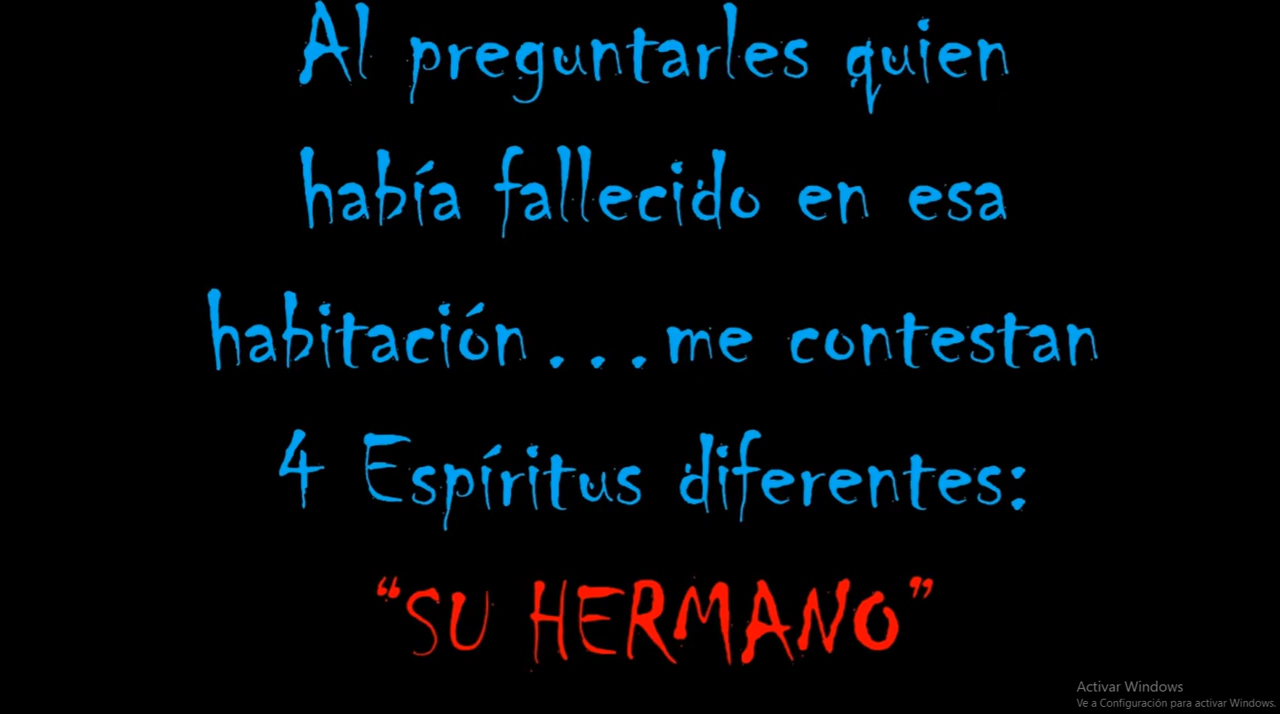 Al preguntarles quien
había fallecido en esa
habitación...me contestan
4 Espíritus diferentes:
“SU HERMANO”
Activar Windows
Ve a Configuración para activar Windows.